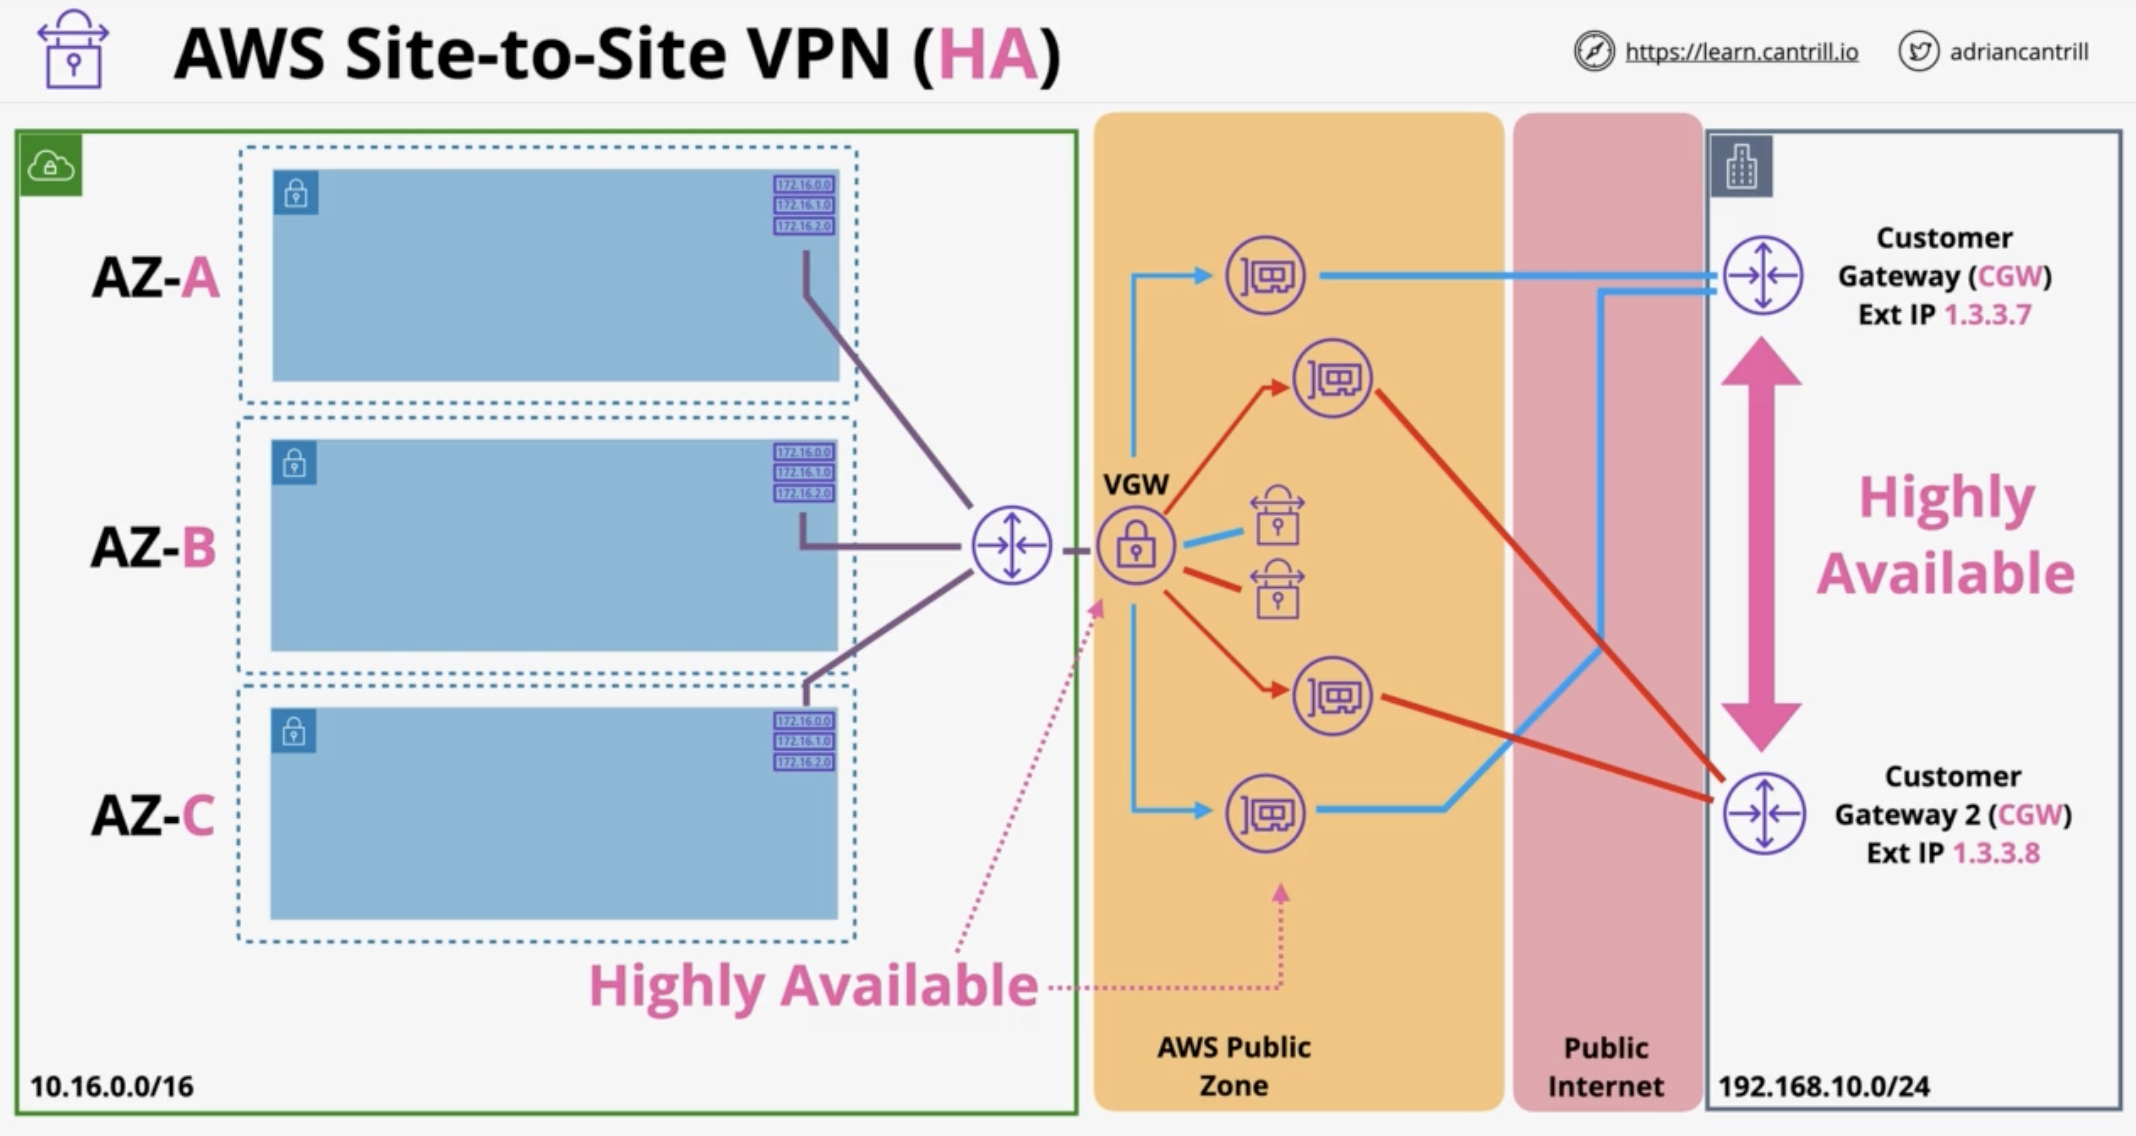 AWS Site-to-Site VPN (HA)
https://learn.cantrill.io
adriancantrill
AZ-A
172.16.0.0
172.16.1.0
172.16.2.0
AZ-B
172.16.0.0
172.16.1.0
172.16.2.0
AZ-C
172.16.0.0
172.16.1.0
172.16.2.0
10.16.0.0/16
Highly Available
VGW
AWS Public
Zone
Public
Internet
Customer
Gateway (CGW)
Ext IP 1.3.3.7
Highly
Available
Customer
Gateway 2 (CGW)
Ext IP 1.3.3.8
192.168.10.0/24